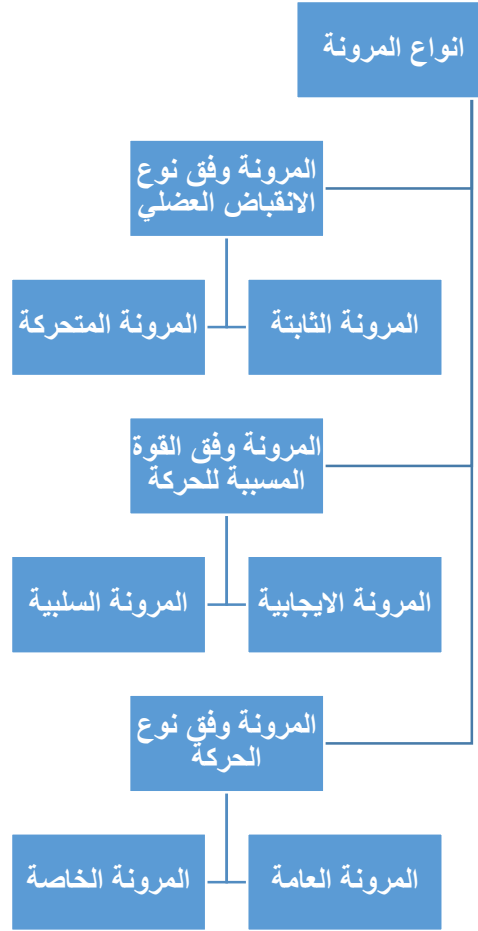 انواع المرونة
المرونة وفق نوع
الانقباض العضلي
المرونة الثابتة
المرونة المتحركة
المرونة وفق القوة
المسببة للحركة
المرونة الايجابية
المرونة السلبية
المرونة وفق نوع
الحركة
المرونة العامة
المرونة الخاصة